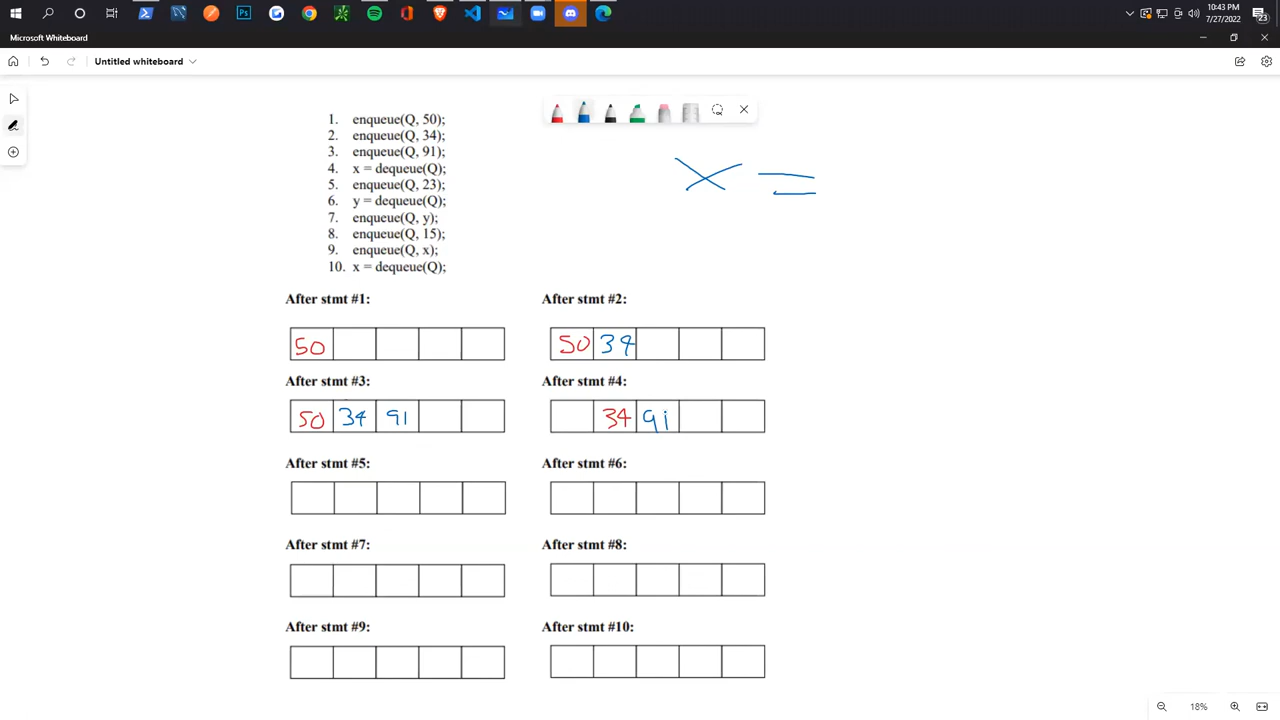 10:43 PM
7/27/2022
23
Microsoft Whiteboard
Untitled whiteboard
1. enqueue(Q, 50);
2. enqueue(Q, 34);
3. enqueue(Q, 91);
4. x = dequeue(Q);
5. enqueue(Q, 23);
6. y = dequeue(Q);
7. enqueue(Q, y);
8. enqueue(Q, 15);
9. enqueue(Q, x);
10. x = dequeue(Q);
x =
After stmt #1: After stmt #2:
50 50 34
After stmt #3: After stmt #4:
50 34 91 34 91
After stmt #5: After stmt #6:
After stmt #7: After stmt #8:
After stmt #9: After stmt #10:
18%